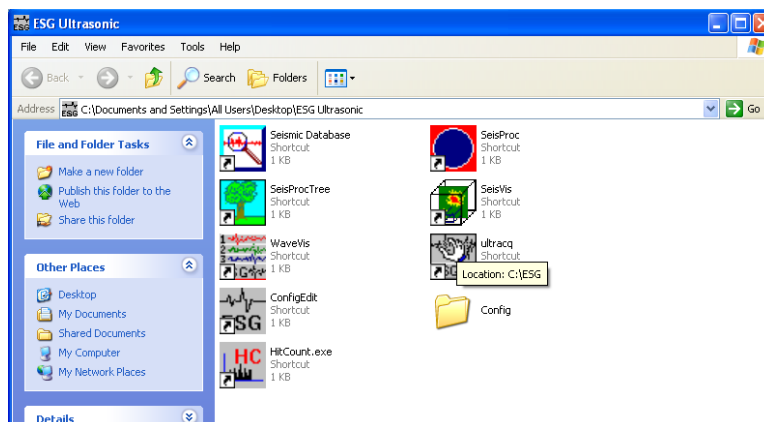 ESG Ultrasonic
File Edit View Favorites Tools Help
Back Search Folders
Address C:\Documents and Settings\All Users\Desktop\ESG Ultrasonic Go
File and Folder Tasks
Make a new folder
Publish this folder to the
Web
Share this folder
Other Places
Desktop
My Documents
Shared Documents
My Computer
My Network Places
Details
Seismic Database
Shortcut
1 KB
SeisProc
Shortcut
1 KB
SeisProcTree
Shortcut
1 KB
SeisVis
Shortcut
1 KB
WaveVis
Shortcut
1 KB
ultracq
Shortcut
Location: C:\ESG
ConfigEdit
Shortcut
1 KB
Config
HitCount.exe
Shortcut
1 KB
ESG
HC